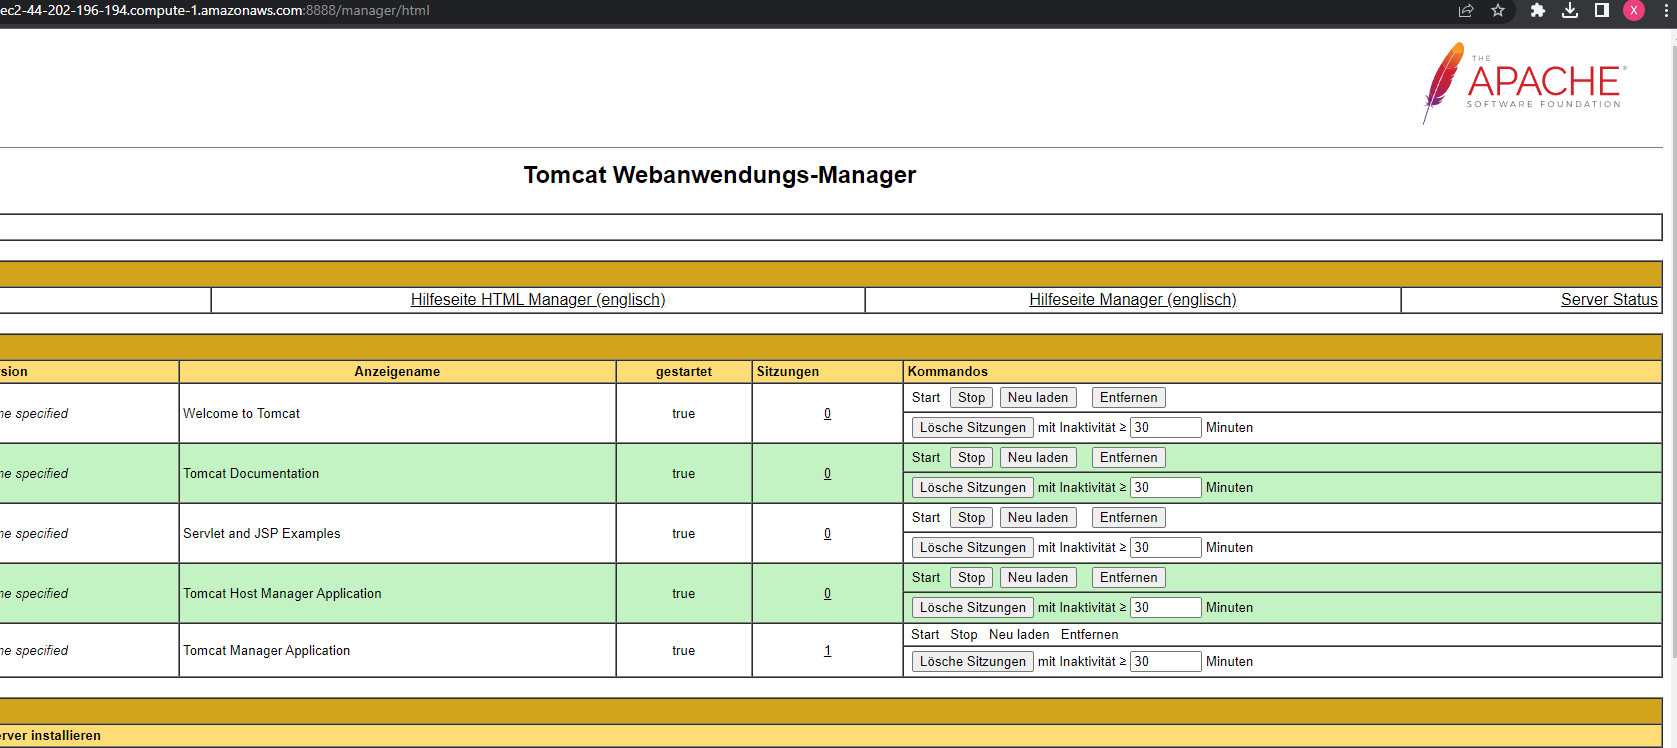 ec2-44-202-196-194.compute-1.amazonaws.com:8888/manager/html
X
THE
APACHE®
SOFTWARE FOUNDATION
Tomcat Webanwendungs-Manager
Hilfeseite HTML Manager (englisch) Hilfeseite Manager (englisch) Server Status
sion Anzeigename gestartet Sitzungen Kommandos
ne specified Welcome to Tomcat true 0 Start Stop Neu laden Entfernen
Lösche Sitzungen mit Inaktivität ≥ 30 Minuten
ne specified Tomcat Documentation true 0 Start Stop Neu laden Entfernen
Lösche Sitzungen mit Inaktivität ≥ 30 Minuten
ne specified Servlet and JSP Examples true 0 Start Stop Neu laden Entfernen
Lösche Sitzungen mit Inaktivität ≥ 30 Minuten
ne specified Tomcat Host Manager Application true 0 Start Stop Neu laden Entfernen
Lösche Sitzungen mit Inaktivität ≥ 30 Minuten
ne specified Tomcat Manager Application true 1 Start Stop Neu laden Entfernen
Lösche Sitzungen mit Inaktivität ≥ 30 Minuten
erver installieren